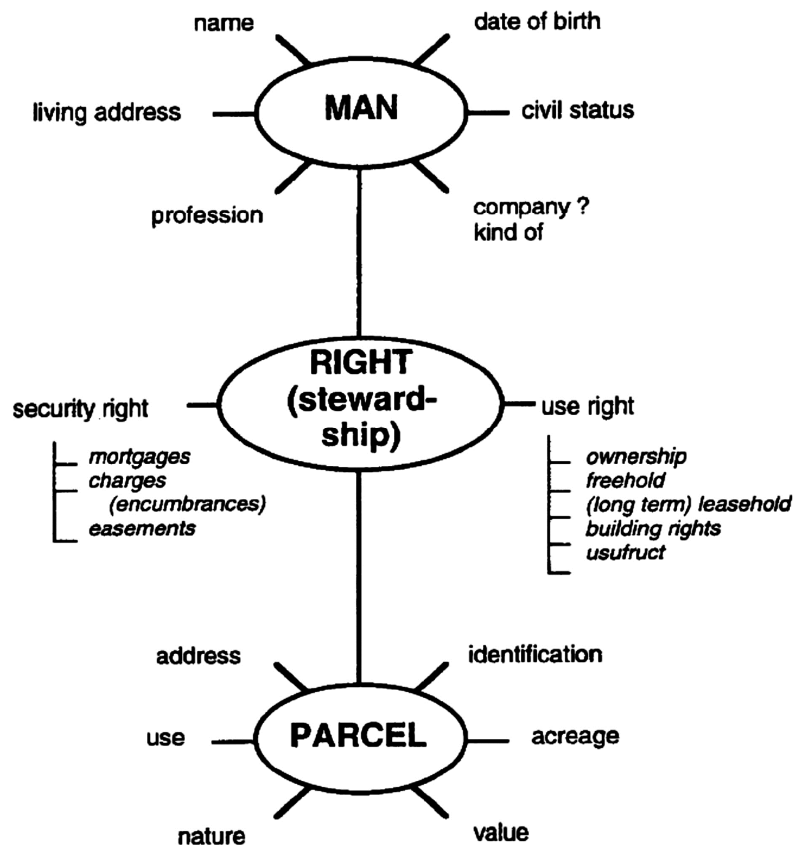 name
date of birth
MAN
living address
civil status
profession
company ?
kind of
RIGHT
(steward-
ship)
security right
mortgages
charges
(encumbrances)
easements
use right
ownership
freehold
(long term) leasehold
building rights
usufruct
address
identification
PARCEL
use
acreage
nature
value